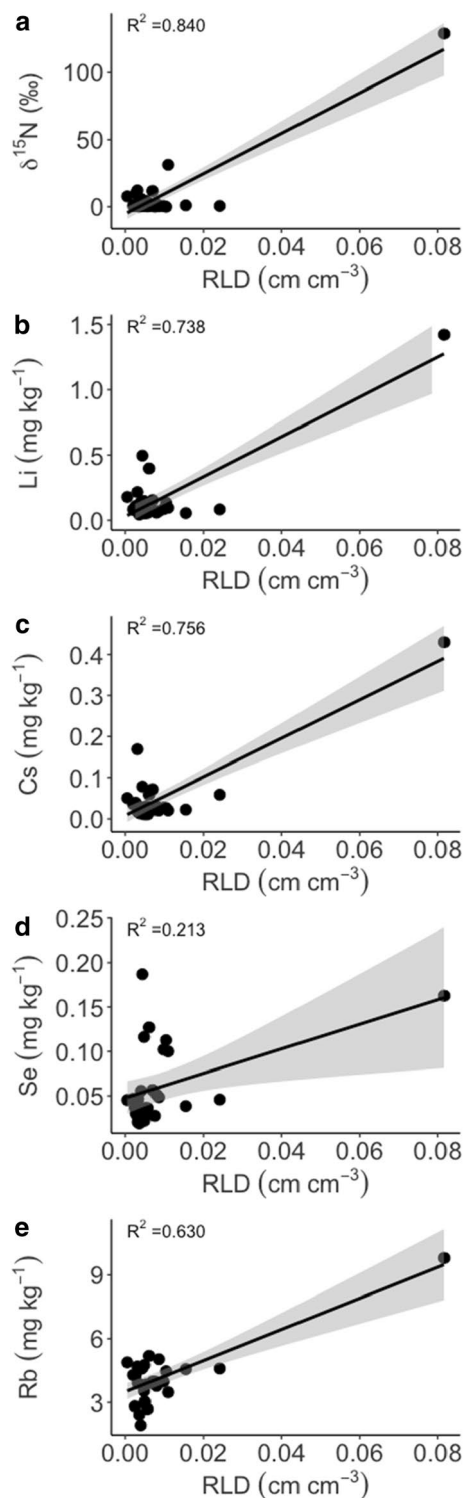 a
R² =0.840
δ¹⁵N (‰)
100
50
0
0.00 0.02 0.04 0.06 0.08
RLD (cm cm⁻³)
b
R² =0.738
Li (mg kg⁻¹)
1.5
1.0
0.5
0.0
0.00 0.02 0.04 0.06 0.08
RLD (cm cm⁻³)
c
R² =0.756
Cs (mg kg⁻¹)
0.4
0.3
0.2
0.1
0.0
0.00 0.02 0.04 0.06 0.08
RLD (cm cm⁻³)
d
R² =0.213
Se (mg kg⁻¹)
0.25
0.20
0.15
0.10
0.05
0.00 0.02 0.04 0.06 0.08
RLD (cm cm⁻³)
e
R² =0.630
Rb (mg kg⁻¹)
9
6
3
0.00 0.02 0.04 0.06 0.08
RLD (cm cm⁻³)